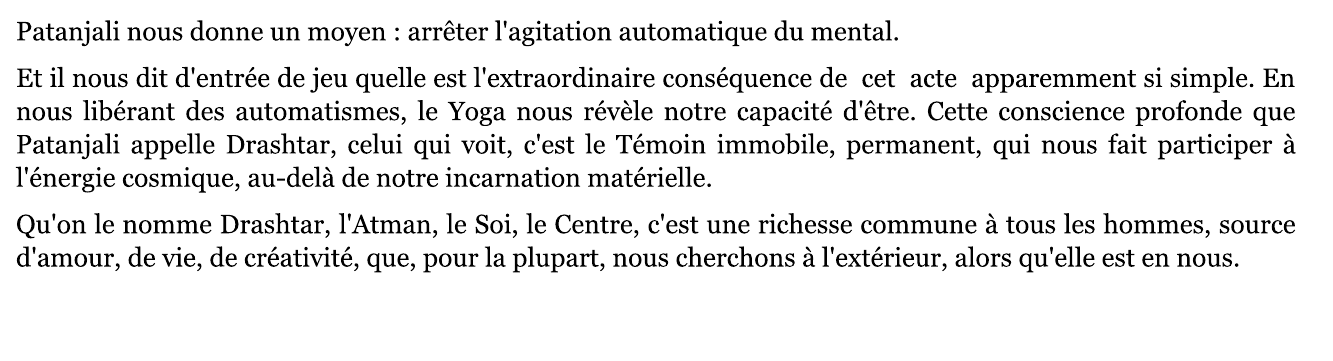 Patanjali nous donne un moyen : arrêter l'agitation automatique du mental.
Et il nous dit d'entrée de jeu quelle est l'extraordinaire conséquence de cet acte apparemment si simple. En
nous libérant des automatismes, le Yoga nous révèle notre capacité d'être. Cette conscience profonde que
Patanjali appelle Drashtar, celui qui voit, c'est le Témoin immobile, permanent, qui nous fait participer à
l'énergie cosmique, au-delà de notre incarnation matérielle.
Qu'on le nomme Drashtar, l'Atman, le Soi, le Centre, c'est une richesse commune à tous les hommes, source
d'amour, de vie, de créativité, que, pour la plupart, nous cherchons à l'extérieur, alors qu'elle est en nous.